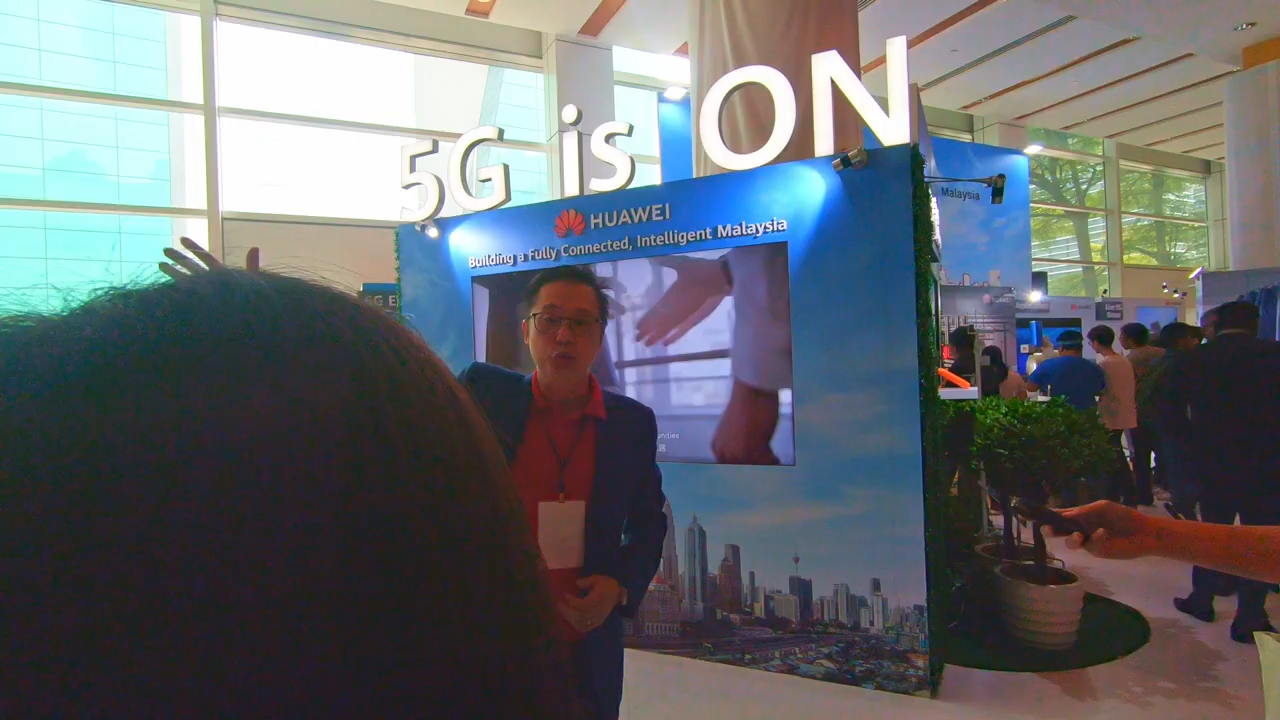 5G is ON
HUAWEI
Building a Fully Connected, Intelligent Malaysia
Malaysia